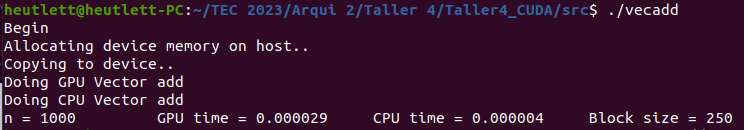 heutlett@heutlett-PC:~/TEC 2023/Arqui 2/Taller 4/Taller4_CUDA/src$ ./vecadd
Begin
Allocating device memory on host..
Copying to device..
Doing GPU Vector add
Doing CPU Vector add
n = 1000 GPU time = 0.000029 CPU time = 0.000004 Block size = 250